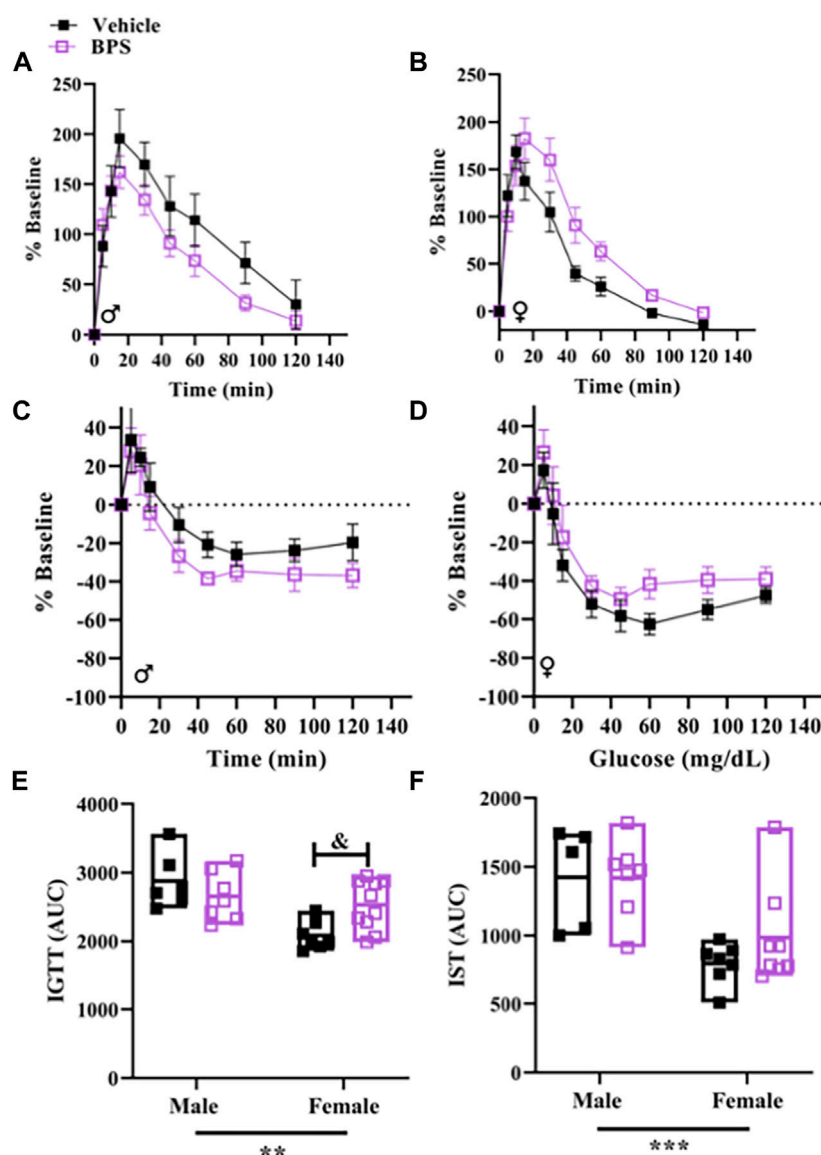 Vehicle
BPS
A
B
250
200
150
100
50
0
% Baseline
0 20 40 60 80 100 120 140
Time (min)
♂
250
200
150
100
50
0
% Baseline
0 20 40 60 80 100 120 140
Time (min)
♀
C
D
40
20
0
-20
-40
-60
-80
-100
% Baseline
0 20 40 60 80 100 120 140
Time (min)
♂
40
20
0
-20
-40
-60
-80
-100
% Baseline
0 20 40 60 80 100 120 140
Glucose (mg/dL)
♀
E
F
4000
3000
2000
1000
0
IGTT (AUC)
&
Male Female
**
2000
1500
1000
500
0
IST (AUC)
Male Female
***